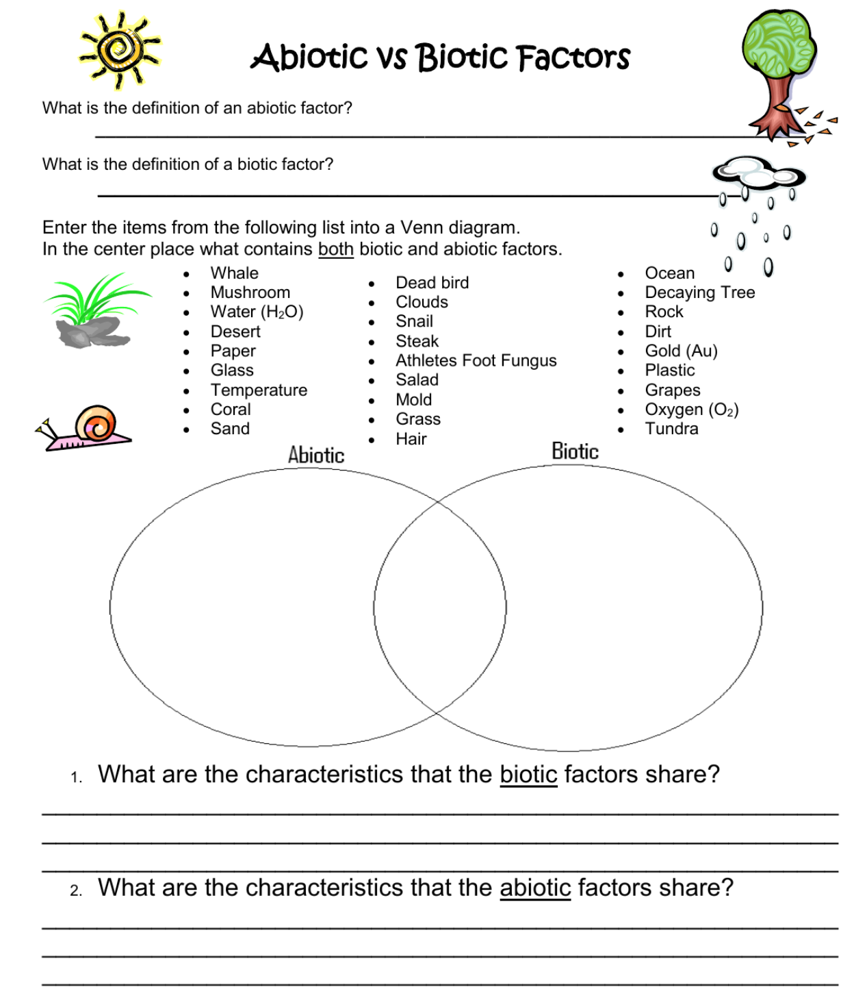 Abiotic vs Biotic Factors
What is the definition of an abiotic factor?
What is the definition of a biotic factor?
Enter the items from the following list into a Venn diagram.
In the center place what contains both biotic and abiotic factors.
• Whale
• Mushroom
• Water (H₂O)
• Desert
• Paper
• Glass
• Temperature
• Coral
• Sand
• Dead bird
• Clouds
• Snail
• Steak
• Athletes Foot Fungus
• Salad
• Mold
• Grass
• Hair
• Ocean
• Decaying Tree
• Rock
• Dirt
• Gold (Au)
• Plastic
• Grapes
• Oxygen (O₂)
• Tundra
Abiotic
Biotic
1. What are the characteristics that the biotic factors share?
2. What are the characteristics that the abiotic factors share?